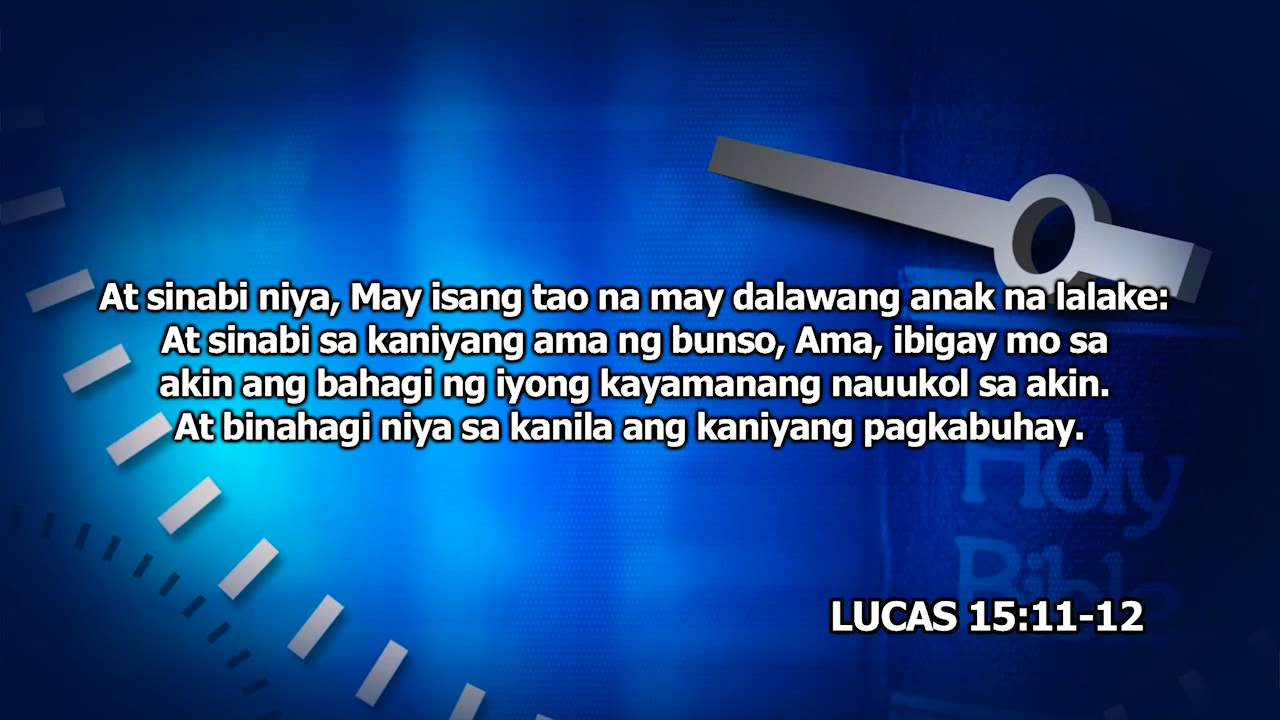 At sinabi niya, May isang tao na may dalawang anak na lalake:
At sinabi sa kaniyang ama ng bunso, Ama, ibigay mo sa
akin ang bahagi ng iyong kayamanang nauukol sa akin.
At binahagi niya sa kanila ang kaniyang pagkabuhay.
Holy
Bible
LUCAS 15:11-12